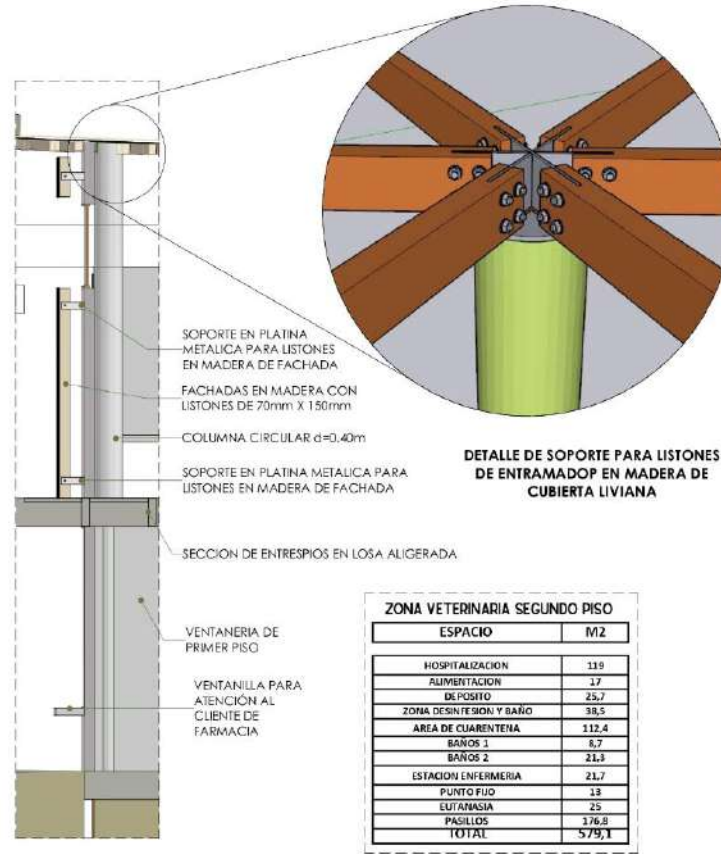 SOPORTE EN PLATINA
METALICA PARA LISTONES
EN MADERA DE FACHADA
FACHADAS EN MADERA CON
LISTONES DE 70mm X 150mm
COLUMNA CIRCULAR d=0.40m
SOPORTE EN PLATINA METALICA PARA
LISTONES EN MADERA DE FACHADA
SECCION DE ENTRESPIOS EN LOSA ALIGERADA
VENTANERIA DE
PRIMER PISO
VENTANILLA PARA
ATENCIÓN AL
CLIENTE DE
FARMACIA
DETALLE DE SOPORTE PARA LISTONES
DE ENTRAMADOP EN MADERA DE
CUBIERTA LIVIANA
ZONA VETERINARIA SEGUNDO PISO
ESPACIO M2
HOSPITALIZACION 119
ALIMENTACION 17
DEPOSITO 25,7
ZONA DESINFESION Y BAÑO 38,5
AREA DE CUARENTENA 112,4
BAÑOS 1 8,7
BAÑOS 2 21,3
ESTACION ENFERMERIA 21,7
PUNTO FIJO 13
EUTANASIA 25
PASILLOS 176,8
TOTAL 579,1